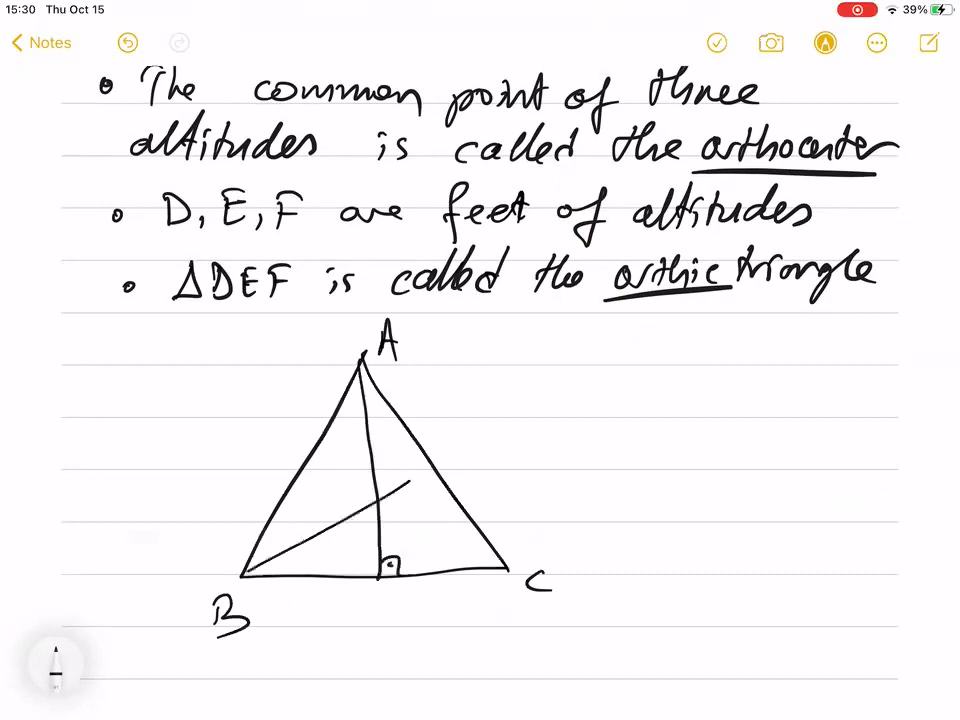 15:30 Thu Oct 15
39%
Notes
• The common point of three
altitudes is called the orthocenter
• D, E, F are feet of altitudes
• ΔDEF is called the orthic triangle
A
B
C